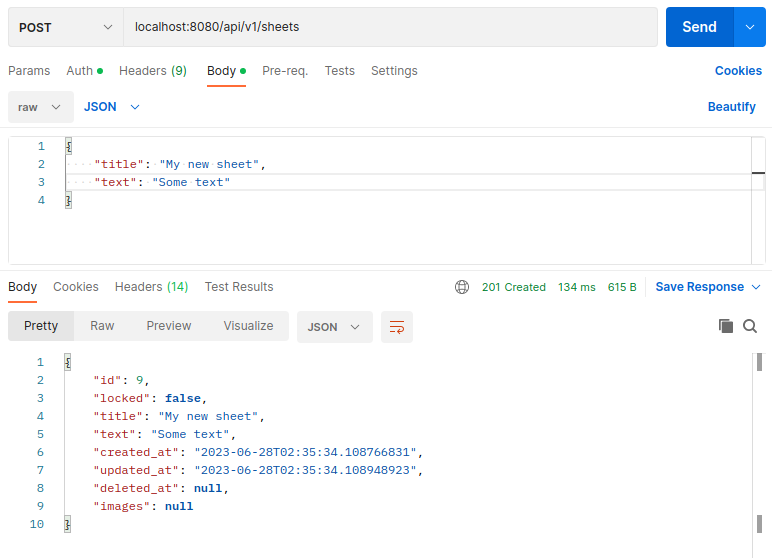 POST localhost:8080/api/v1/sheets Send
Params Auth Headers (9) Body Pre-req. Tests Settings Cookies
raw JSON Beautify
1 {
2 "title": "My new sheet",
3 "text": "Some text"
4 }
Body Cookies Headers (14) Test Results 201 Created 134 ms 615 B Save Response
Pretty Raw Preview Visualize JSON
1 {
2 "id": 9,
3 "locked": false,
4 "title": "My new sheet",
5 "text": "Some text",
6 "created_at": "2023-06-28T02:35:34.108766831",
7 "updated_at": "2023-06-28T02:35:34.108948923",
8 "deleted_at": null,
9 "images": null
10 }